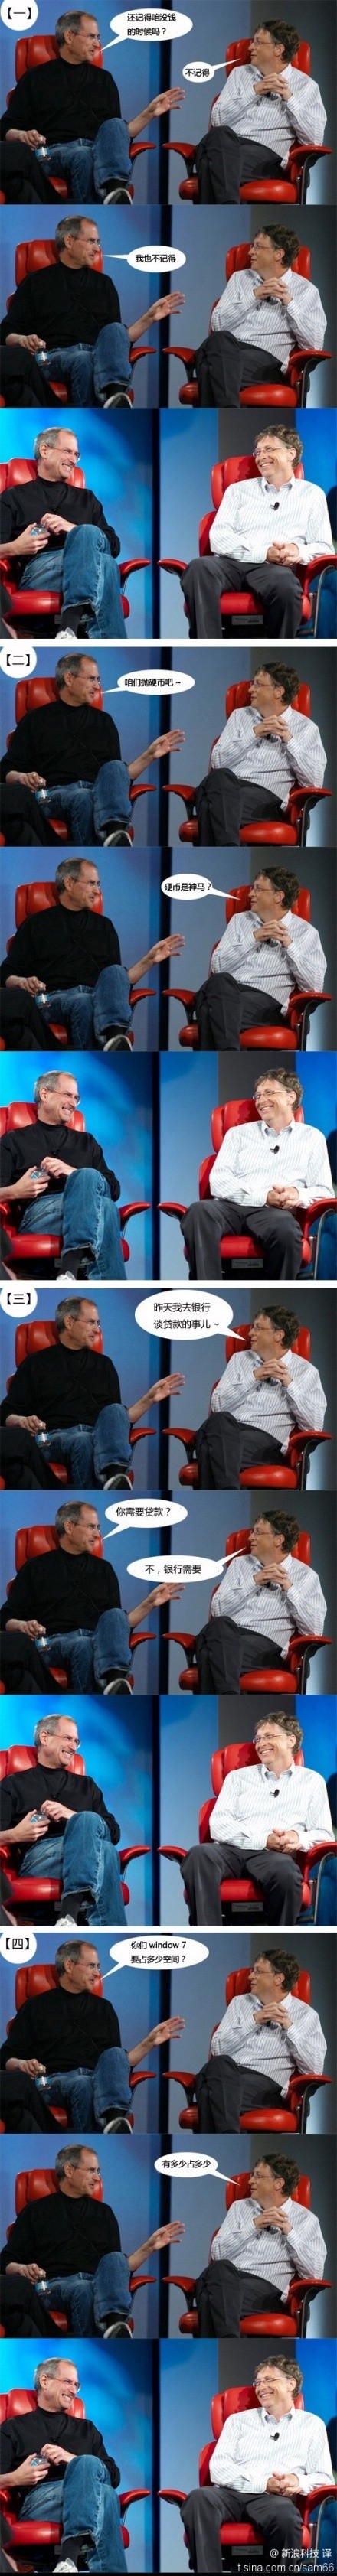 【一】
还记得咱没钱
的时候吗？
不记得
我也不记得
【二】
咱们抛硬币吧 ~
硬币是神马？
【三】
昨天我去银行
谈贷款的事儿 ~
你需要贷款？
不，银行需要
【四】
你们 window 7
要占多少空间？
有多少占多少
@ 新浪科技 译
t.sina.com.cn/sam66